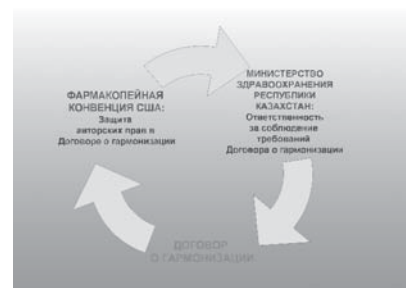 ФАРМАКОПЕЙНАЯ
КОНВЕНЦИЯ США:
Защита
авторских прав и
Договоре о гармонизации
МИНИСТЕРСТВО
ЗДРАВООХРАНЕНИЯ
РЕСПУБЛИКИ
КАЗАХСТАН:
Ответственность
за соблюдение
требований
Договора о гармонизации
ДОГОВОР
О ГАРМОНИЗАЦИИ